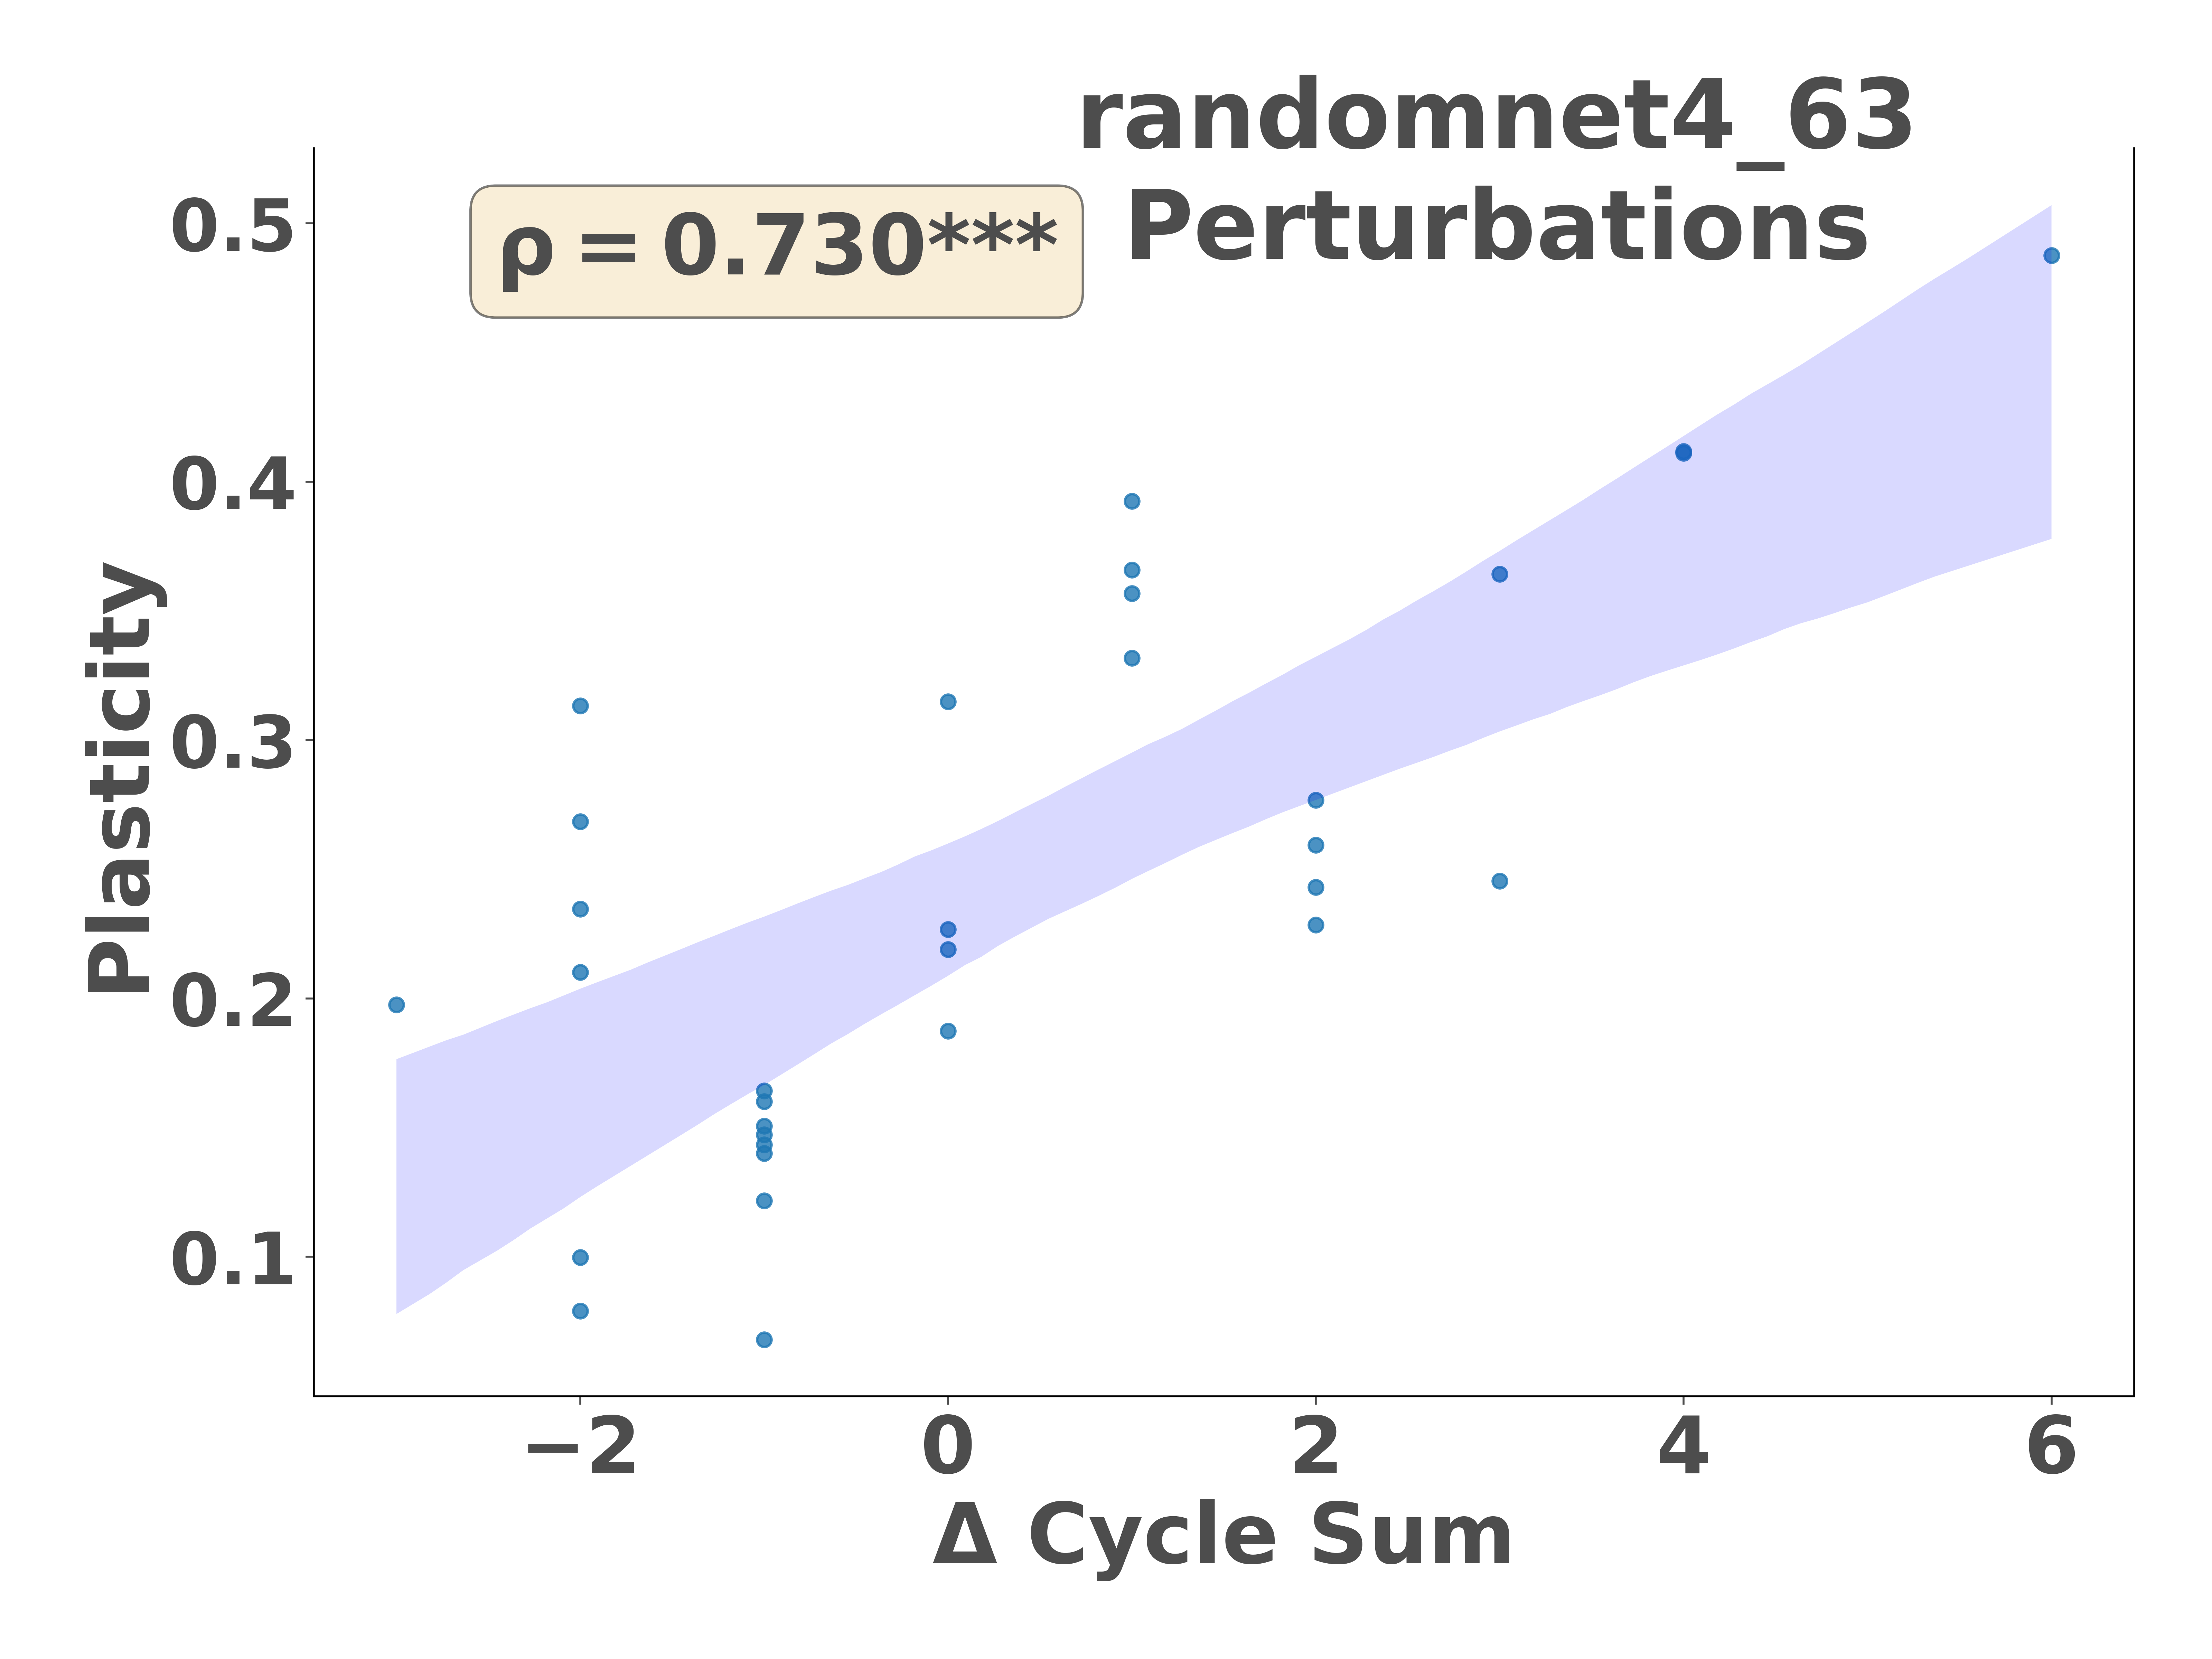 randomnet4_63
Perturbations
ρ = 0.730***
Plasticity
0.5
0.4
0.3
0.2
0.1
−2 0 2 4 6
Δ Cycle Sum